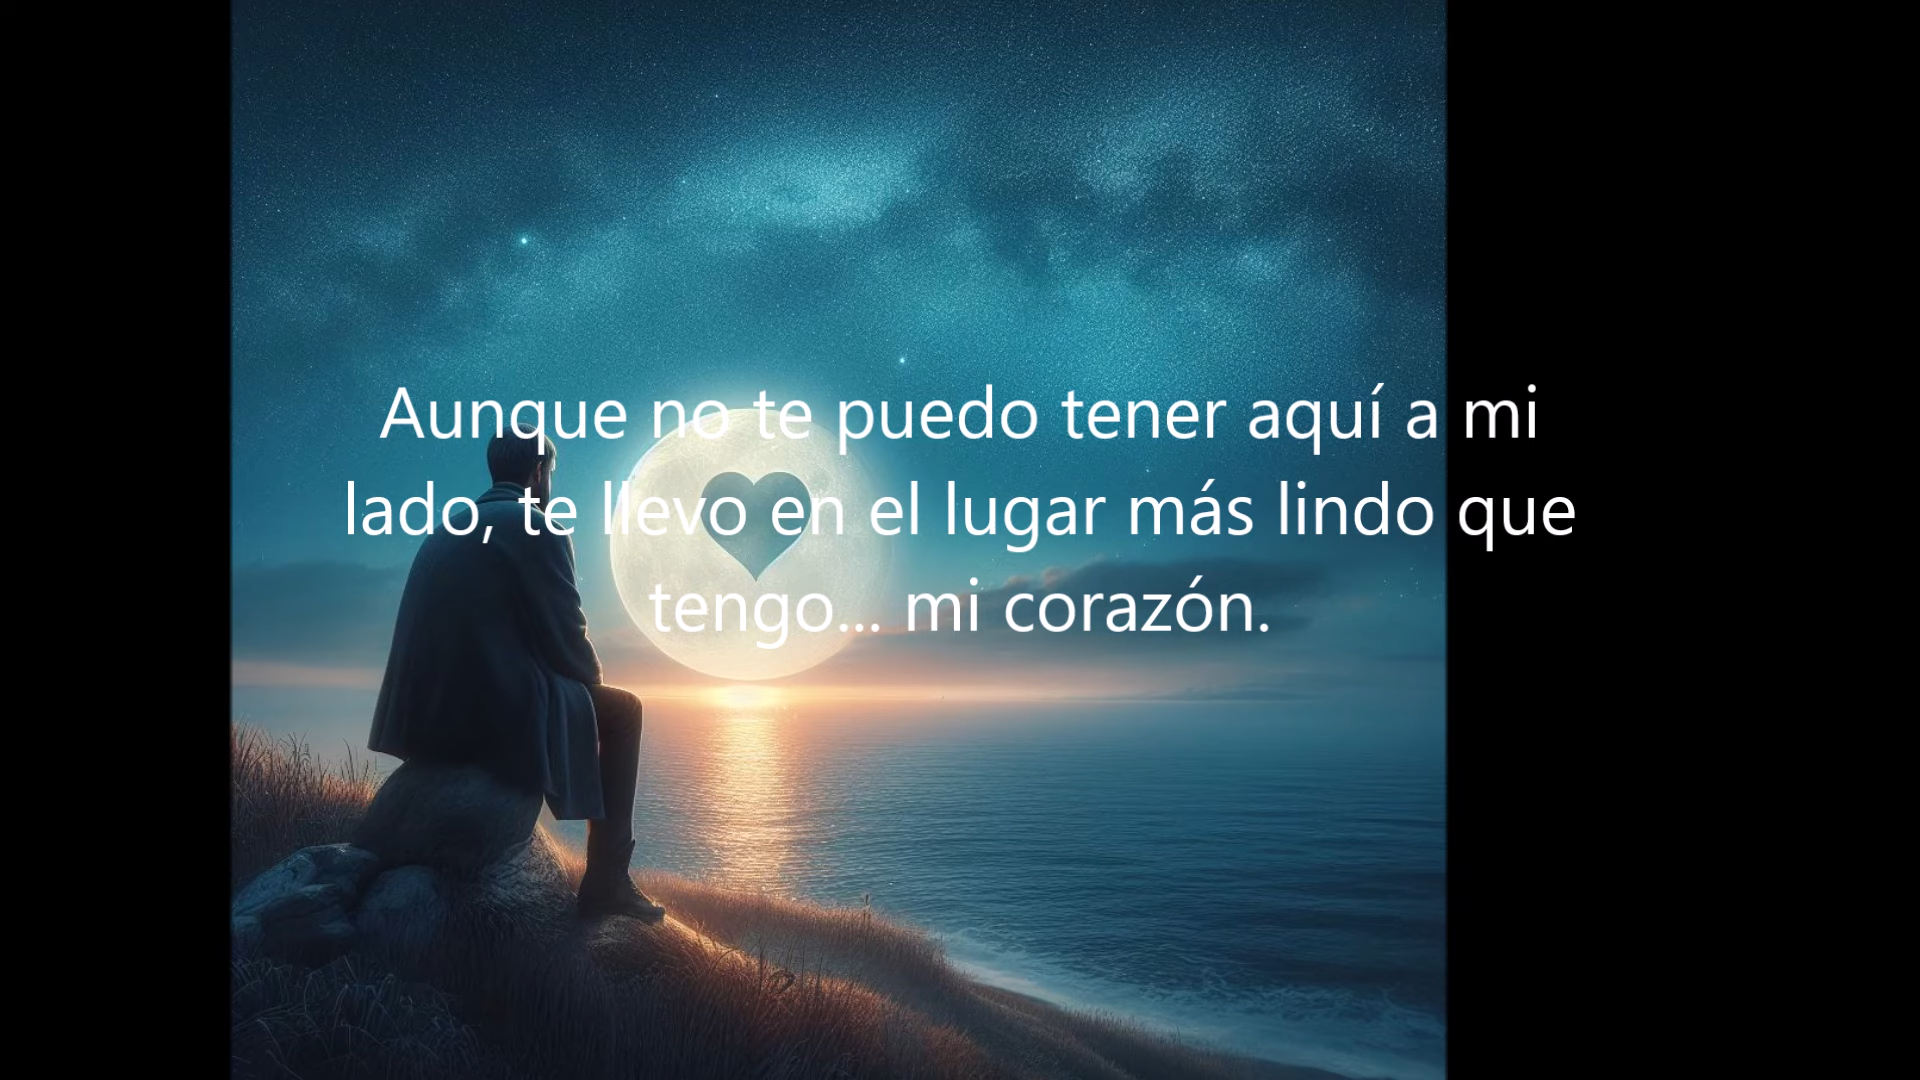 Aunque no te puedo tener aquí a mi
lado, te llevo en el lugar más lindo que
tengo... mi corazón.